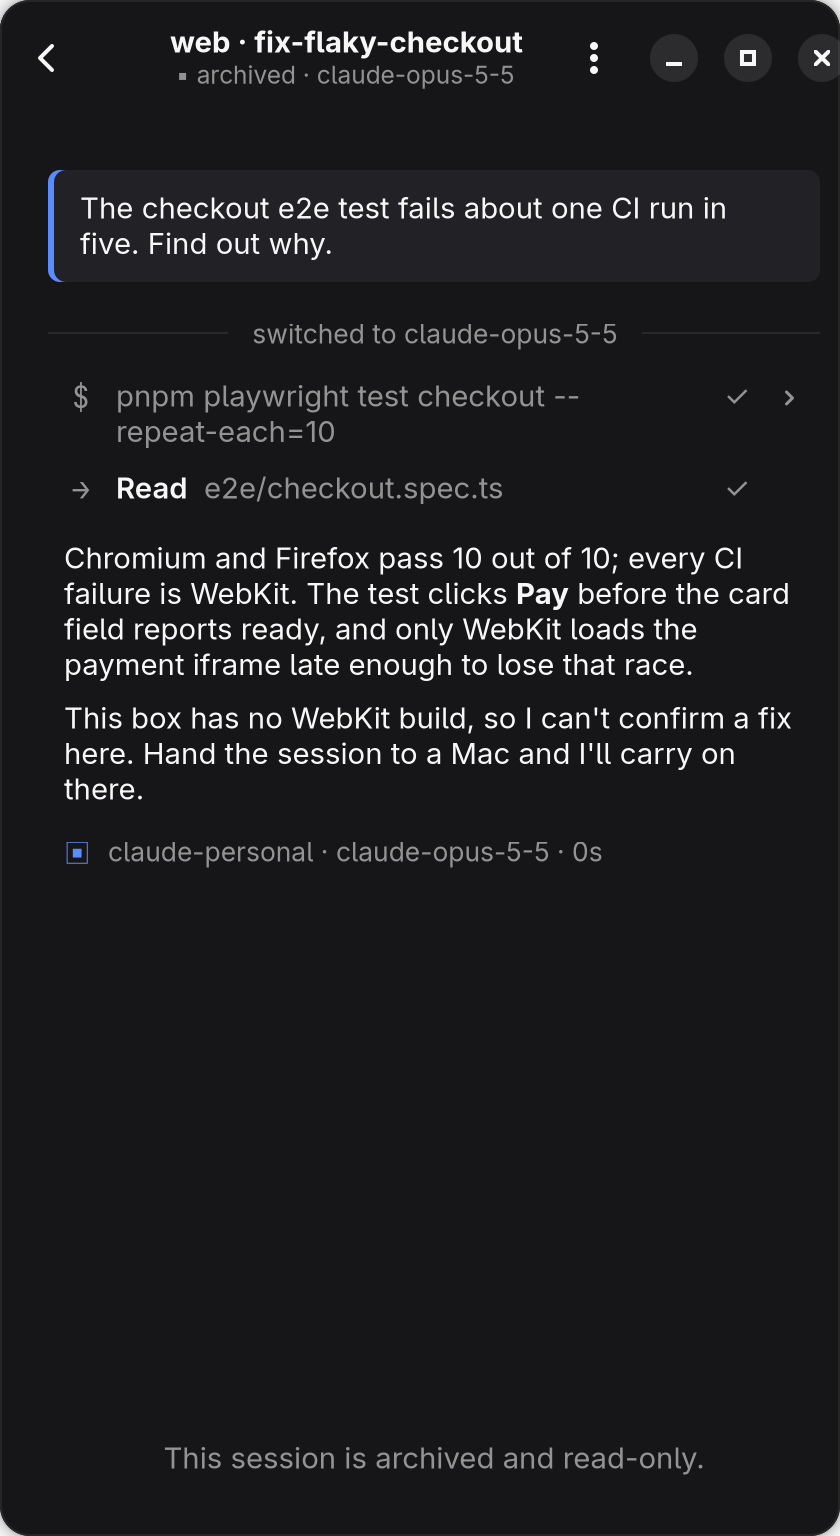 web · fix-flaky-checkout
▪ archived · claude-opus-5-5
The checkout e2e test fails about one CI run in
five. Find out why.
switched to claude-opus-5-5
$ pnpm playwright test checkout --
repeat-each=10
→ Read e2e/checkout.spec.ts
Chromium and Firefox pass 10 out of 10; every CI
failure is WebKit. The test clicks Pay before the card
field reports ready, and only WebKit loads the
payment iframe late enough to lose that race.
This box has no WebKit build, so I can't confirm a fix
here. Hand the session to a Mac and I'll carry on
there.
claude-personal · claude-opus-5-5 · 0s
This session is archived and read-only.